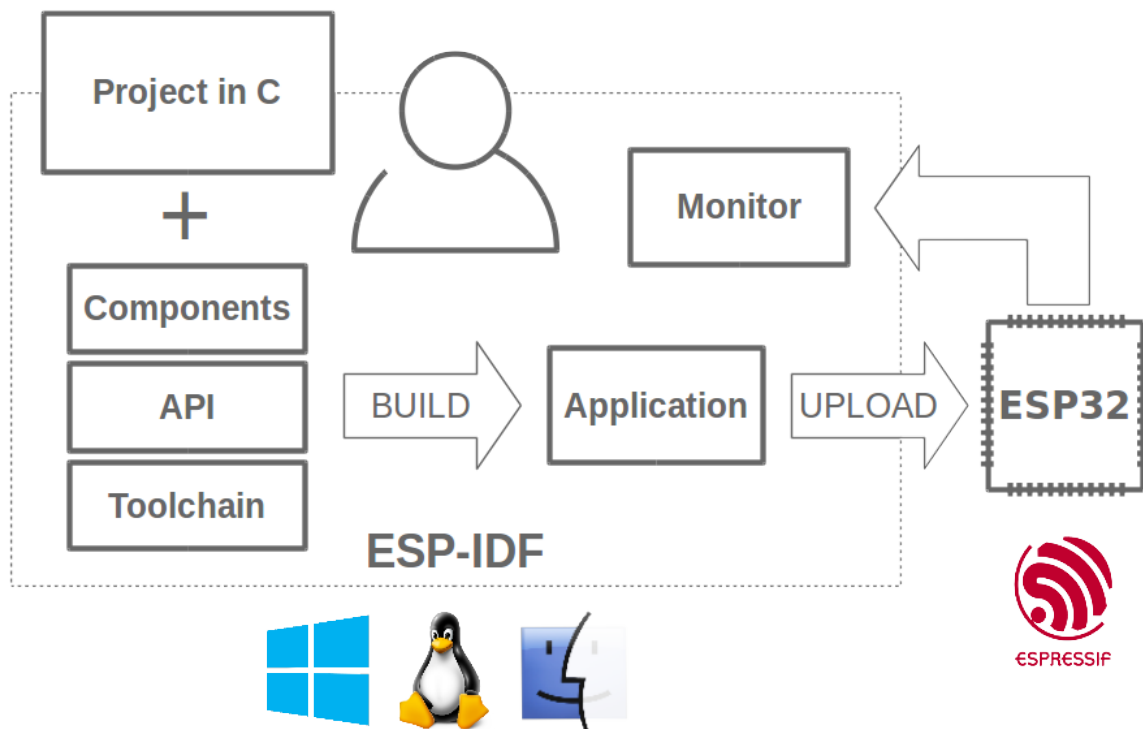 Project in C
+
Components
API
Toolchain
BUILD
Application
UPLOAD
Monitor
ESP32
ESP-IDF
ESPRESSIF